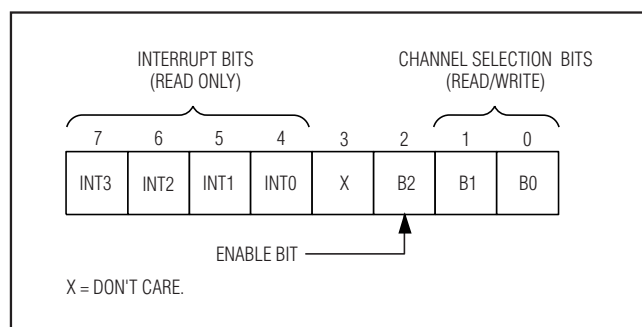 INTERRUPT BITS
(READ ONLY)
CHANNEL SELECTION BITS
(READ/WRITE)
7 6 5 4 3 2 1 0
INT3 INT2 INT1 INT0 X B2 B1 B0
ENABLE BIT
X = DON'T CARE.